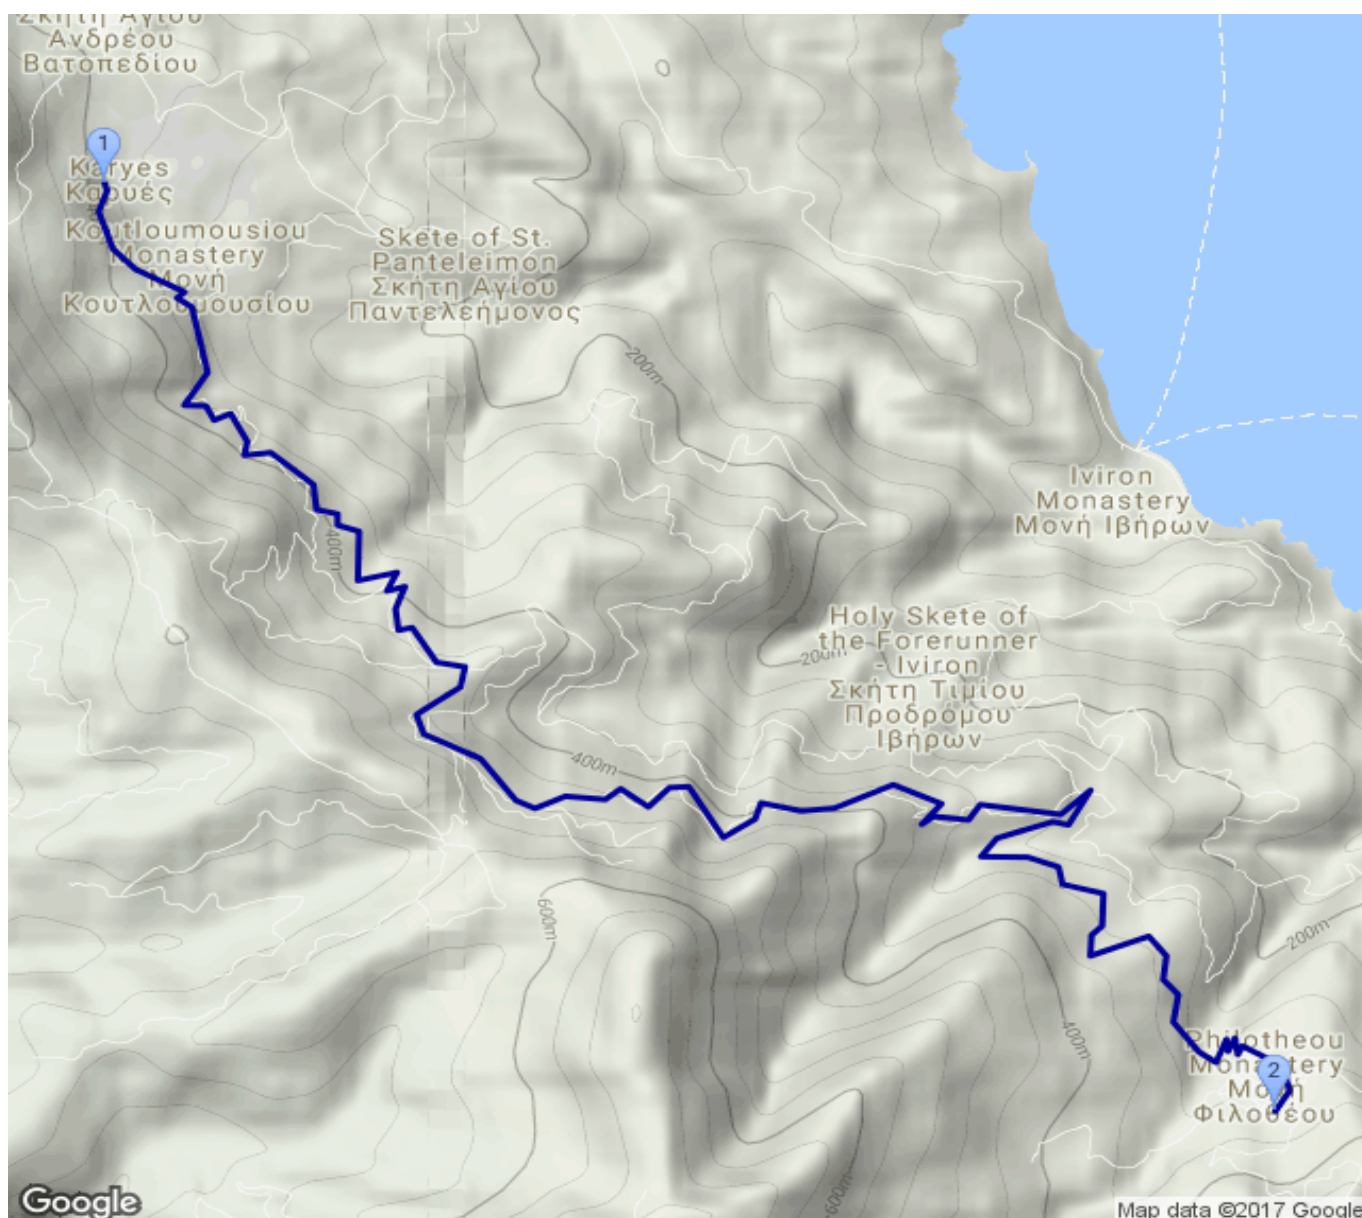 Σκήτη Αγίου
Ανδρέου
Βατοπεδίου
1
Karyes
Καρυές
Koutloumousiou
Monastery
Μονή
Κουτλουμουσίου
Skete of St.
Panteleimon
Σκήτη Αγίου
Παντελεήμονος
200m
Iviron
Monastery
Μονή Ιβήρων
400m
Holy Skete of
the Forerunner
- Iviron
Σκήτη Τιμίου
Προδρόμου
Ιβήρων
200m
400m
600m
200m
400m
Philotheou
Monastery
Μονή
Φιλοθέου
2
600m
Google
Map data ©2017 Google